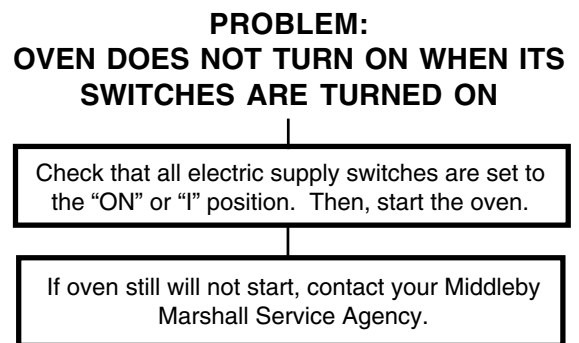 PROBLEM:
OVEN DOES NOT TURN ON WHEN ITS
SWITCHES ARE TURNED ON
Check that all electric supply switches are set to
the “ON” or “I” position. Then, start the oven.
If oven still will not start, contact your Middleby
Marshall Service Agency.